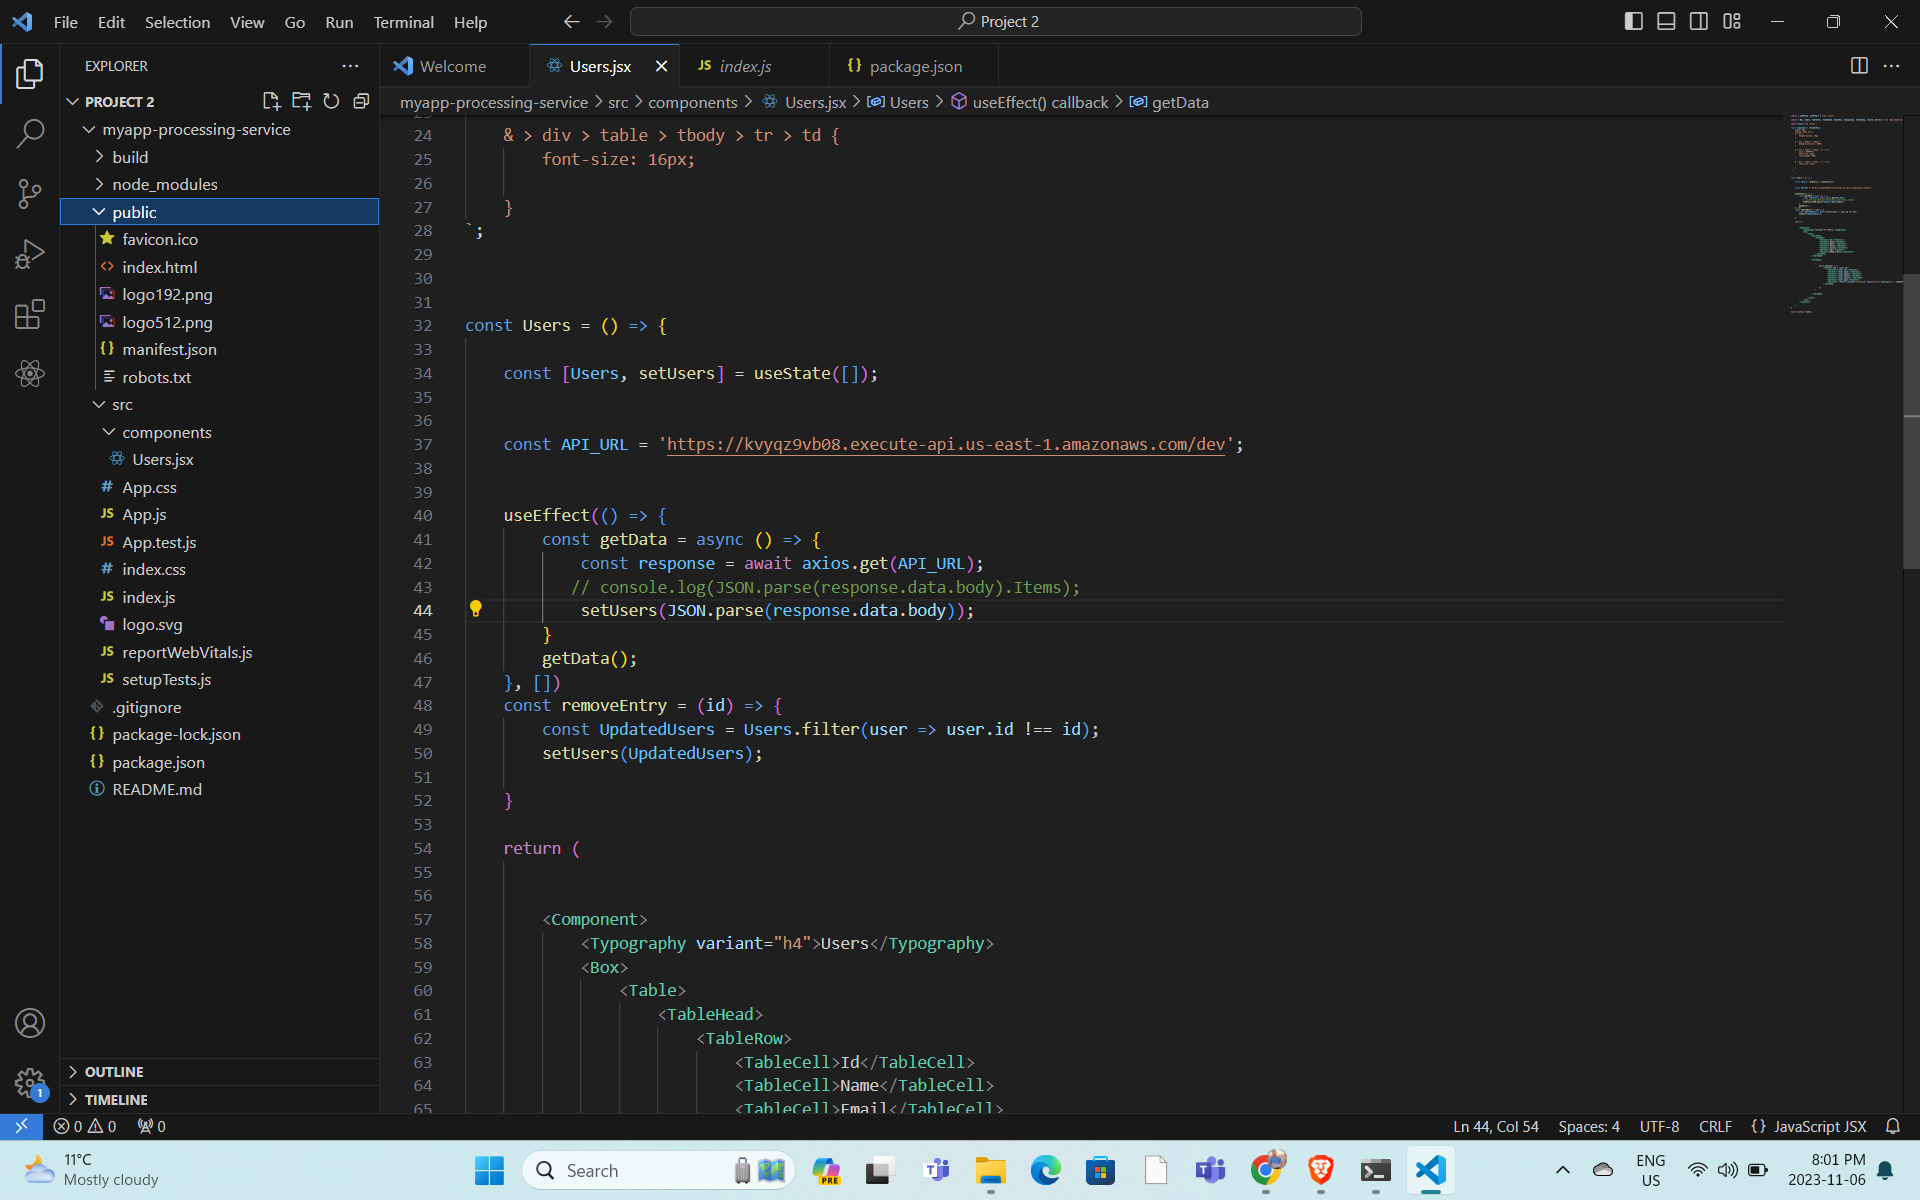 File Edit Selection View Go Run Terminal Help
Project 2
EXPLORER
Welcome
Users.jsx
JS index.js
{} package.json
PROJECT 2
myapp-processing-service > src > components > Users.jsx > Users > useEffect() callback > getData
myapp-processing-service
build
node_modules
public
favicon.ico
<> index.html
logo192.png
logo512.png
{} manifest.json
robots.txt
src
components
Users.jsx
# App.css
JS App.js
JS App.test.js
# index.css
JS index.js
logo.svg
JS reportWebVitals.js
JS setupTests.js
.gitignore
{} package-lock.json
{} package.json
README.md
OUTLINE
TIMELINE
1
24 & > div > table > tbody > tr > td {
25 font-size: 16px;
26
27 }
28 `;
29
30
31
32 const Users = () => {
33
34 const [Users, setUsers] = useState([]);
35
36
37 const API_URL = 'https://kvyqz9vb08.execute-api.us-east-1.amazonaws.com/dev';
38
39
40 useEffect(() => {
41 const getData = async () => {
42 const response = await axios.get(API_URL);
43 // console.log(JSON.parse(response.data.body).Items);
44 setUsers(JSON.parse(response.data.body));
45 }
46 getData();
47 }, [])
48 const removeEntry = (id) => {
49 const UpdatedUsers = Users.filter(user => user.id !== id);
50 setUsers(UpdatedUsers);
51
52 }
53
54 return (
55
56
57 <Component>
58 <Typography variant="h4">Users</Typography>
59 <Box>
60 <Table>
61 <TableHead>
62 <TableRow>
63 <TableCell>Id</TableCell>
64 <TableCell>Name</TableCell>
65 <TableCell>Email</TableCell>
0 0 0
Ln 44, Col 54 Spaces: 4 UTF-8 CRLF {} JavaScript JSX
11°C
Mostly cloudy
Search
PRE
ENG
US
8:01 PM
2023-11-06